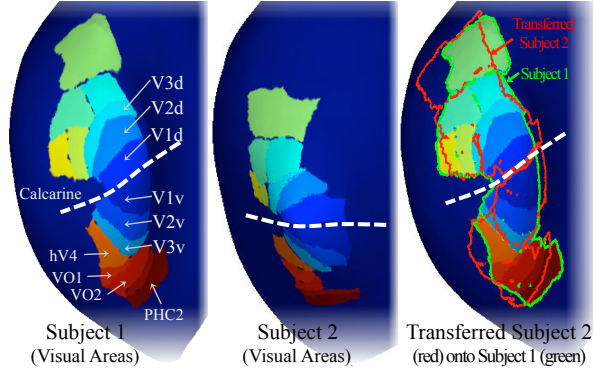 V3d
V2d
V1d
Calcarine
V1v
V2v
V3v
hV4
VO1
VO2
PHC2
Subject 1
(Visual Areas)
Subject 2
(Visual Areas)
Transferred
Subject 2
Subject 1
Transferred Subject 2
(red) onto Subject 1 (green)